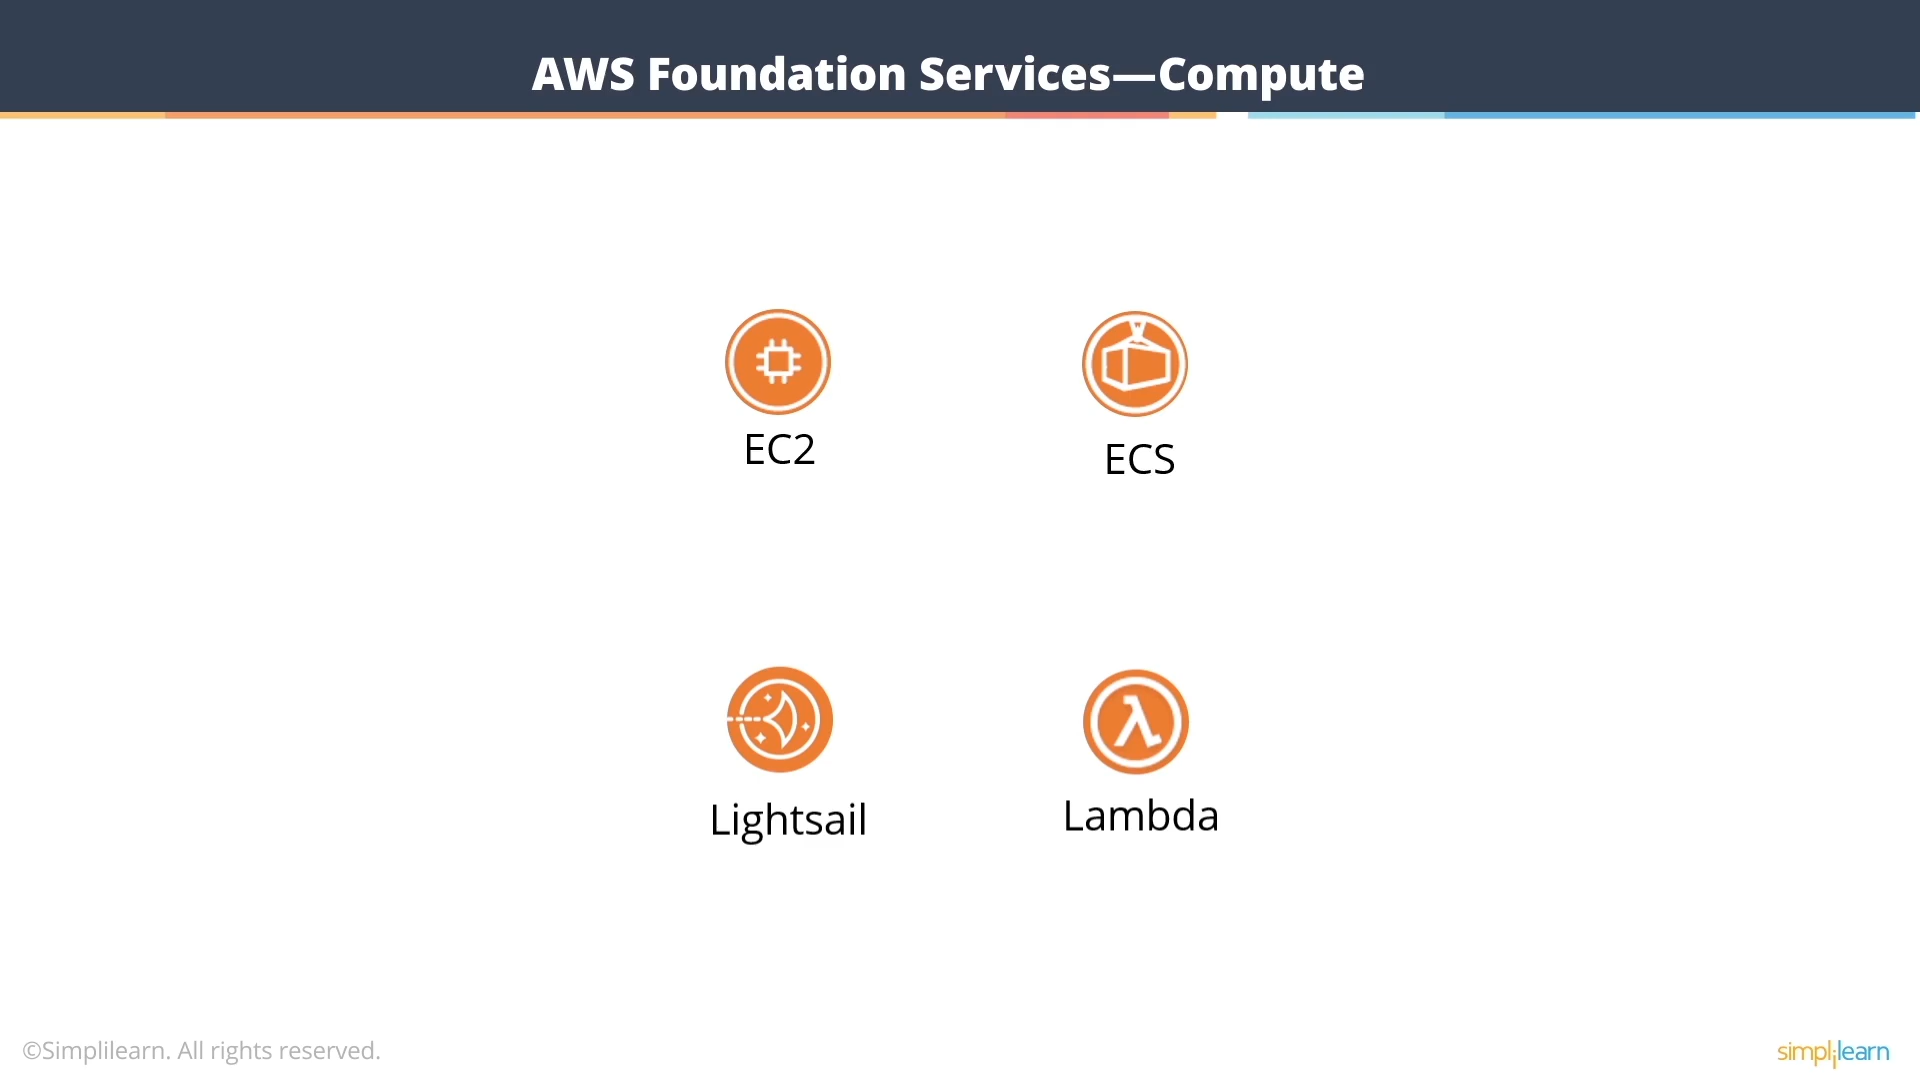 AWS Foundation Services—Compute
EC2
ECS
Lightsail
Lambda
©Simplilearn. All rights reserved.
simplilearn